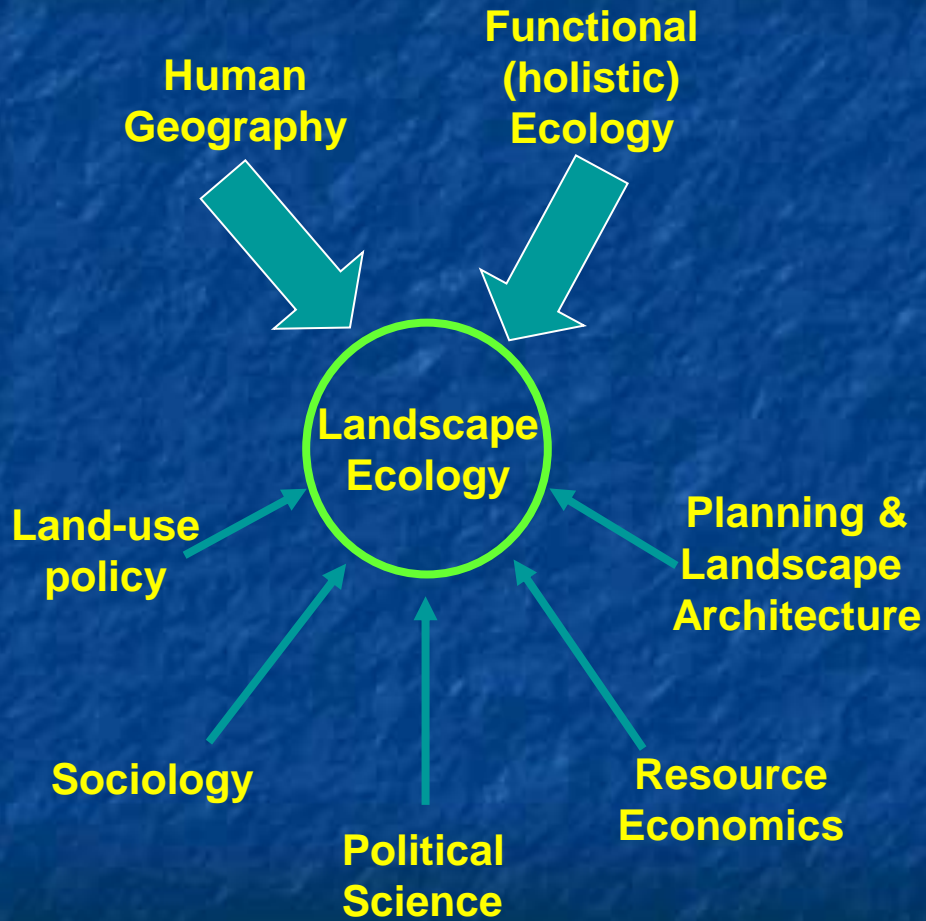 Human
Geography
Functional
(holistic)
Ecology
Landscape
Ecology
Land-use
policy
Planning &
Landscape
Architecture
Sociology
Resource
Economics
Political
Science